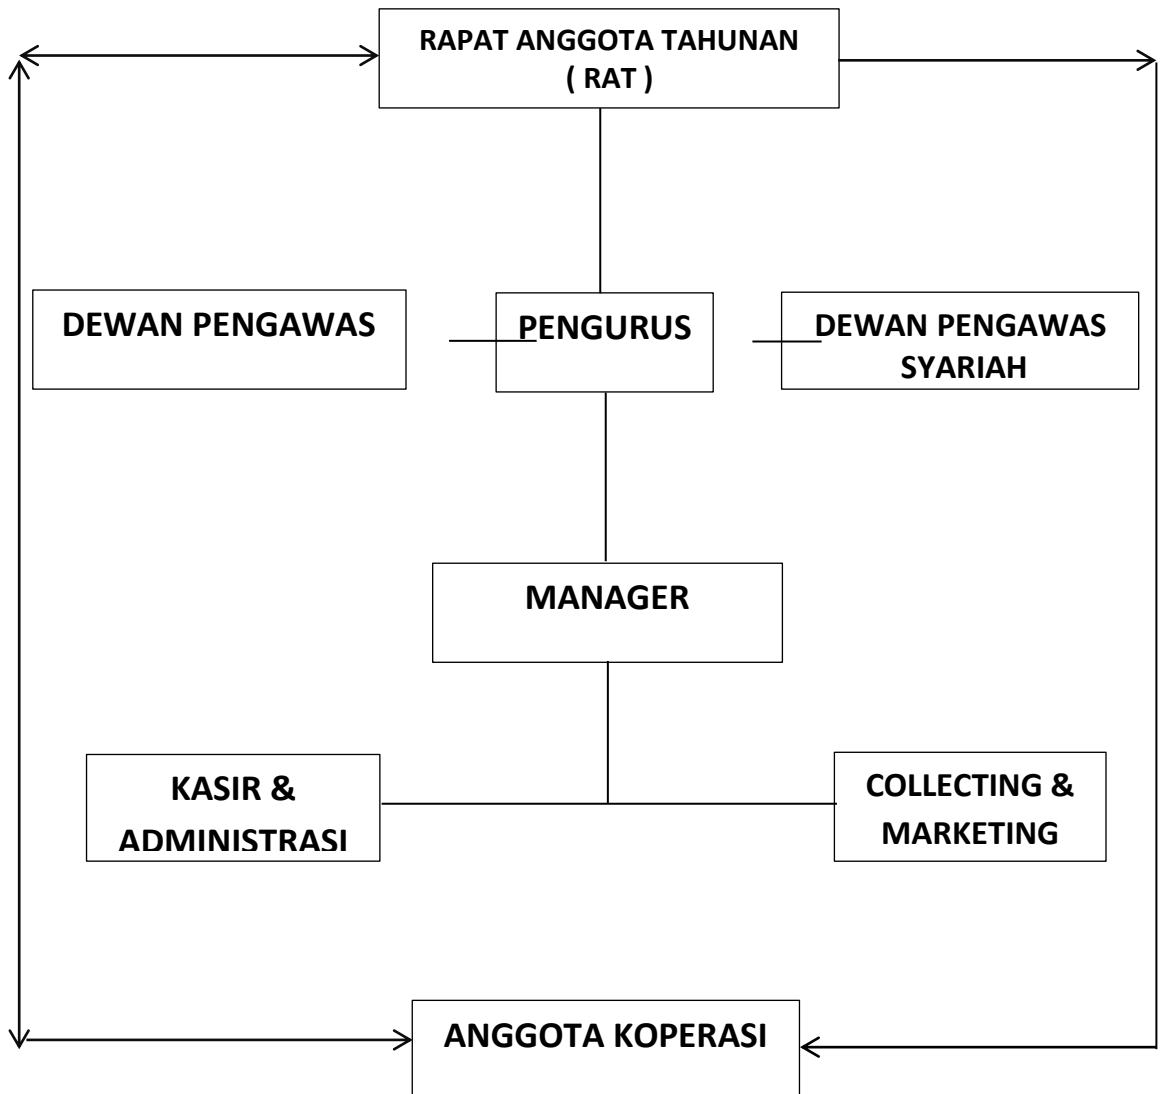 RAPAT ANGGOTA TAHUNAN
( RAT )
DEWAN PENGAWAS
PENGURUS
DEWAN PENGAWAS
SYARIAH
MANAGER
KASIR &
ADMINISTRASI
COLLECTING &
MARKETING
ANGGOTA KOPERASI